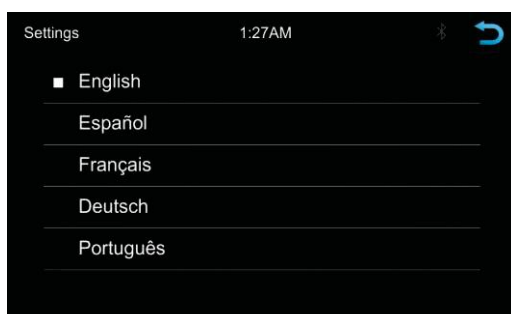 Settings 1:27AM
English
Español
Français
Deutsch
Português